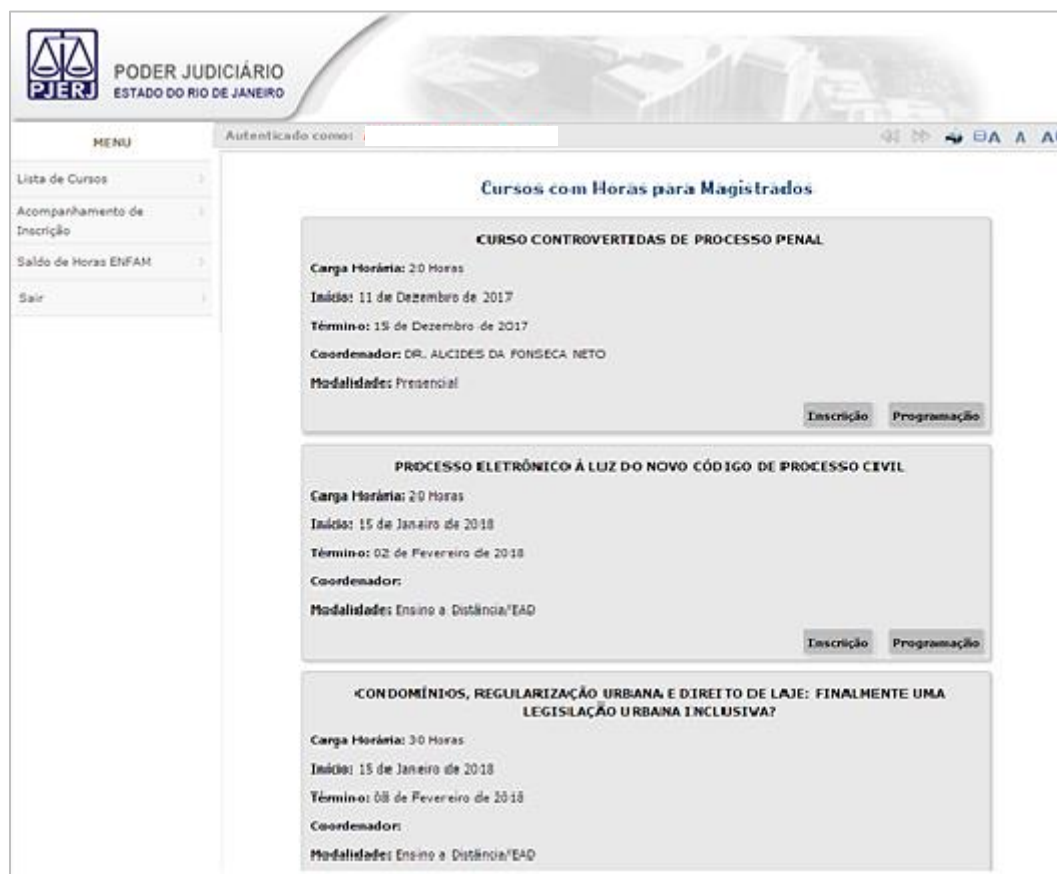 PJERJ
PODER JUDICIÁRIO
ESTADO DO RIO DE JANEIRO
MENU
Lista de Cursos
Acompanhamento de
Inscrição
Saldo de Horas ENFAM
Sair
Autenticado como:
A A A
Cursos com Horas para Magistrados
CURSO CONTROVERTIDAS DE PROCESSO PENAL
Carga Horária: 20 Horas
Início: 11 de Dezembro de 2017
Término: 15 de Dezembro de 2017
Coordenador: DR. ALCIDES DA FONSECA NETO
Modalidade: Presencial
Inscrição Programação
PROCESSO ELETRÔNICO À LUZ DO NOVO CÓDIGO DE PROCESSO CIVIL
Carga Horária: 20 Horas
Início: 15 de Janeiro de 2018
Término: 02 de Fevereiro de 2018
Coordenador:
Modalidade: Ensino a Distância/EAD
Inscrição Programação
CONDOMÍNIOS, REGULARIZAÇÃO URBANA E DIREITO DE LAJE: FINALMENTE UMA
LEGISLAÇÃO URBANA INCLUSIVA?
Carga Horária: 30 Horas
Início: 15 de Janeiro de 2018
Término: 08 de Fevereiro de 2018
Coordenador:
Modalidade: Ensino a Distância/EAD